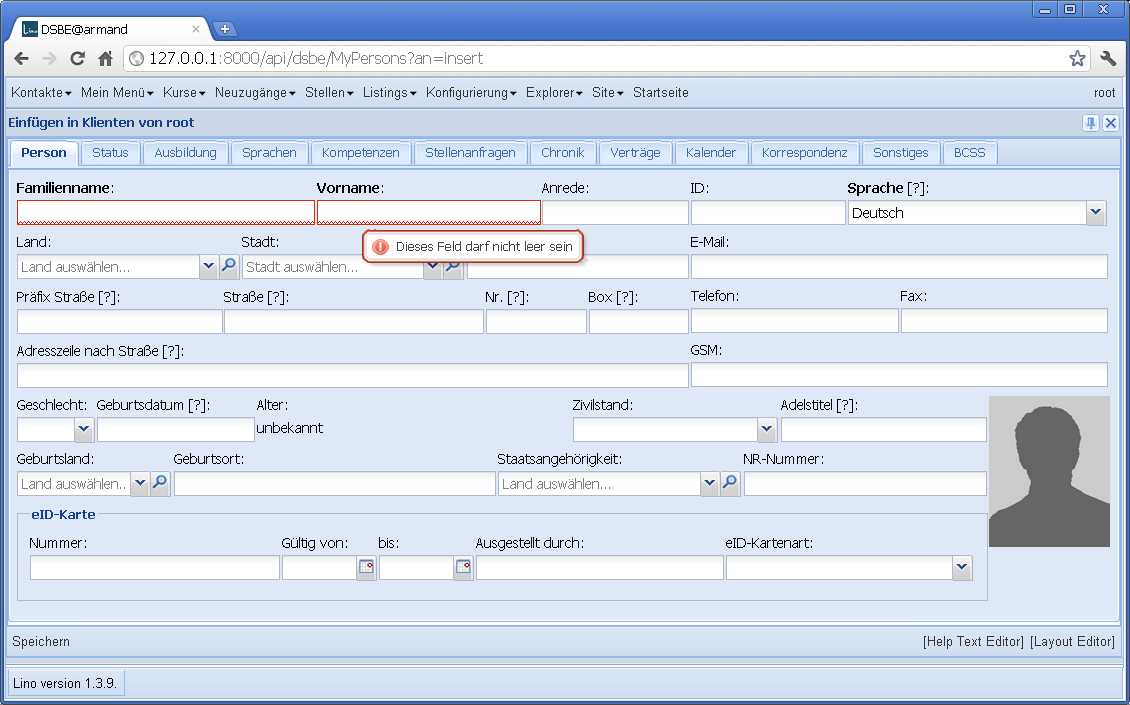 Lino DSBE@armand
127.0.0.1:8000/api/dsbe/MyPersons?an=insert
Kontakte Mein Menü Kurse Neuzugänge Stellen Listings Konfigurierung Explorer Site Startseite root
Einfügen in Klienten von root
Person Status Ausbildung Sprachen Kompetenzen Stellenanfragen Chronik Verträge Kalender Korrespondenz Sonstiges BCSS
Familienname: Vorname: Anrede: ID: Sprache [?]:
Deutsch
Land: Stadt: E-Mail:
Dieses Feld darf nicht leer sein
Land auswählen... Stadt auswählen...
Präfix Straße [?]: Straße [?]: Nr. [?]: Box [?]: Telefon: Fax:
Adresszeile nach Straße [?]: GSM:
Geschlecht: Geburtsdatum [?]: Alter: Zivilstand: Adelstitel [?]:
unbekannt
Geburtsland: Geburtsort: Staatsangehörigkeit: NR-Nummer:
Land auswählen.. Land auswählen...
eID-Karte
Nummer: Gültig von: bis: Ausgestellt durch: eID-Kartenart:
Speichern [Help Text Editor] [Layout Editor]
Lino version 1.3.9.